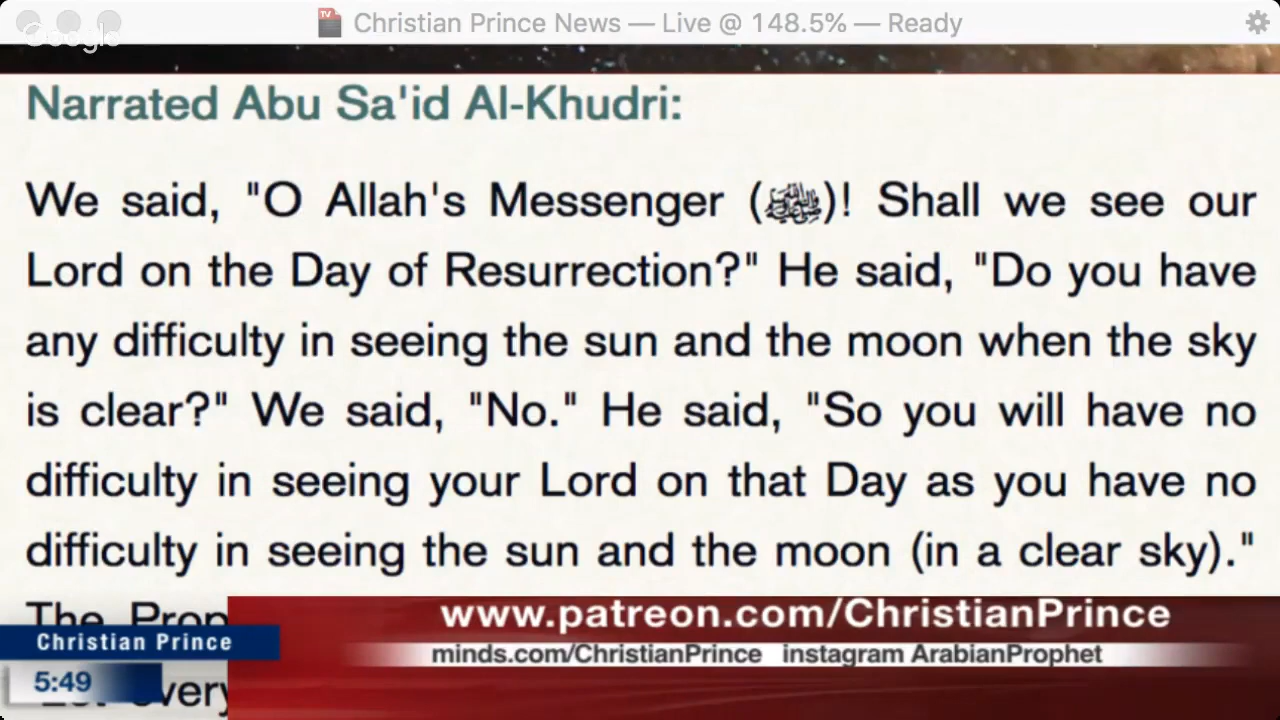 Christian Prince News — Live @ 148.5% — Ready
Google
Narrated Abu Sa'id Al-Khudri:
We said, "O Allah's Messenger (ﷺ)! Shall we see our
Lord on the Day of Resurrection?" He said, "Do you have
any difficulty in seeing the sun and the moon when the sky
is clear?" We said, "No." He said, "So you will have no
difficulty in seeing your Lord on that Day as you have no
difficulty in seeing the sun and the moon (in a clear sky)."
The
www.patreon.com/ChristianPrince
Christian Prince
minds.com/ChristianPrince instagram ArabianProphet
5:49